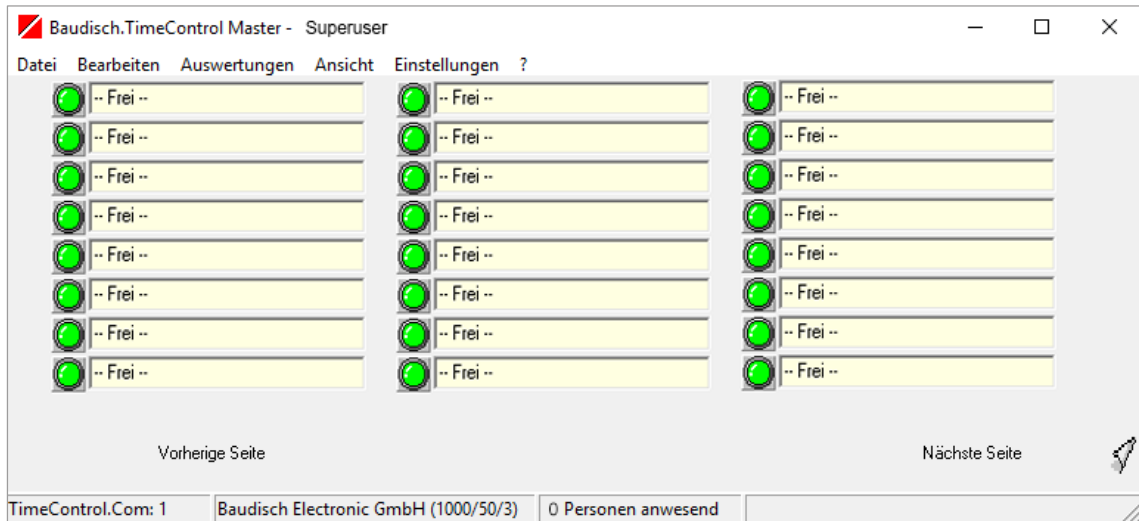 Baudisch.TimeControl Master - Superuser
Datei Bearbeiten Auswertungen Ansicht Einstellungen ?
-- Frei -- -- Frei -- -- Frei --
-- Frei -- -- Frei -- -- Frei --
-- Frei -- -- Frei -- -- Frei --
-- Frei -- -- Frei -- -- Frei --
-- Frei -- -- Frei -- -- Frei --
-- Frei -- -- Frei -- -- Frei --
-- Frei -- -- Frei -- -- Frei --
-- Frei -- -- Frei -- -- Frei --
Vorherige Seite Nächste Seite
TimeControl.Com: 1 Baudisch Electronic GmbH (1000/50/3) 0 Personen anwesend